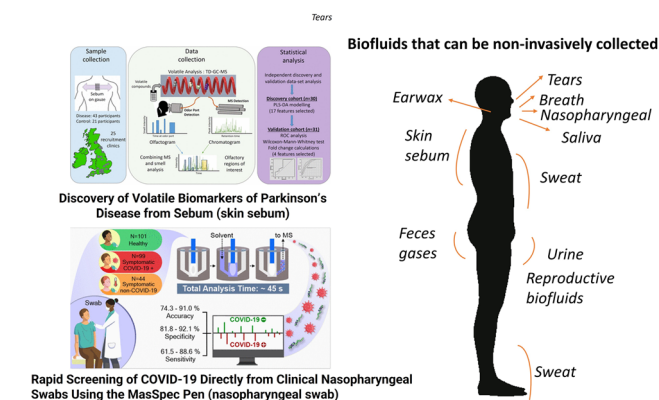 Tears
Biofluids that can be non-invasively collected
Sample
collection
Sebum
on gauze
Disease: 43 participants
Control: 21 participants
25
recruitment
clinics
Data
collection
Volatile Analysis : TD-GC-MS
Volatile
compounds
Odor Port
Detection
MS Detection
Olfactogram
Chromatogram
Combining MS
and smell
analysis
Olfactory
regions of
interest
Statistical
analysis
Independent discovery and
validation data-set analysis
Discovery cohort (n=30)
PLS-DA modelling
(17 features selected)
Validation cohort (n=31)
ROC analysis
Wilcoxon-Mann-Whitney test
Fold change calculations
(4 features selected)
Discovery of Volatile Biomarkers of Parkinson's
Disease from Sebum (skin sebum)
N=101
Healthy
N=99
Symptomatic
COVID-19+
N=44
Symptomatic
non-COVID-19
Swab
Solvent
to MS
Total Analysis Time: ~ 45 s
74.3 - 91.0 %
Accuracy
81.8 - 92.1 %
Specificity
61.5 - 88.6 %
Sensitivity
COVID-19
COVID-19
Rapid Screening of COVID-19 Directly from Clinical Nasopharyngeal
Swabs Using the MasSpec Pen (nasopharyngeal swab)
Tears
Earwax
Breath
Nasopharyngeal
Saliva
Skin
sebum
Sweat
Feces
gases
Urine
Reproductive
biofluids
Sweat